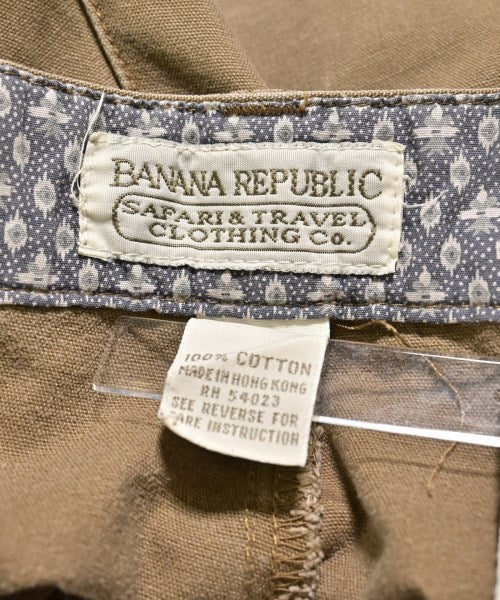 BANANA REPUBLIC
SAFARI & TRAVEL
CLOTHING Co.
100% COTTON
MADE IN HONG KONG
RN 54023
SEE REVERSE FOR
CARE INSTRUCTION